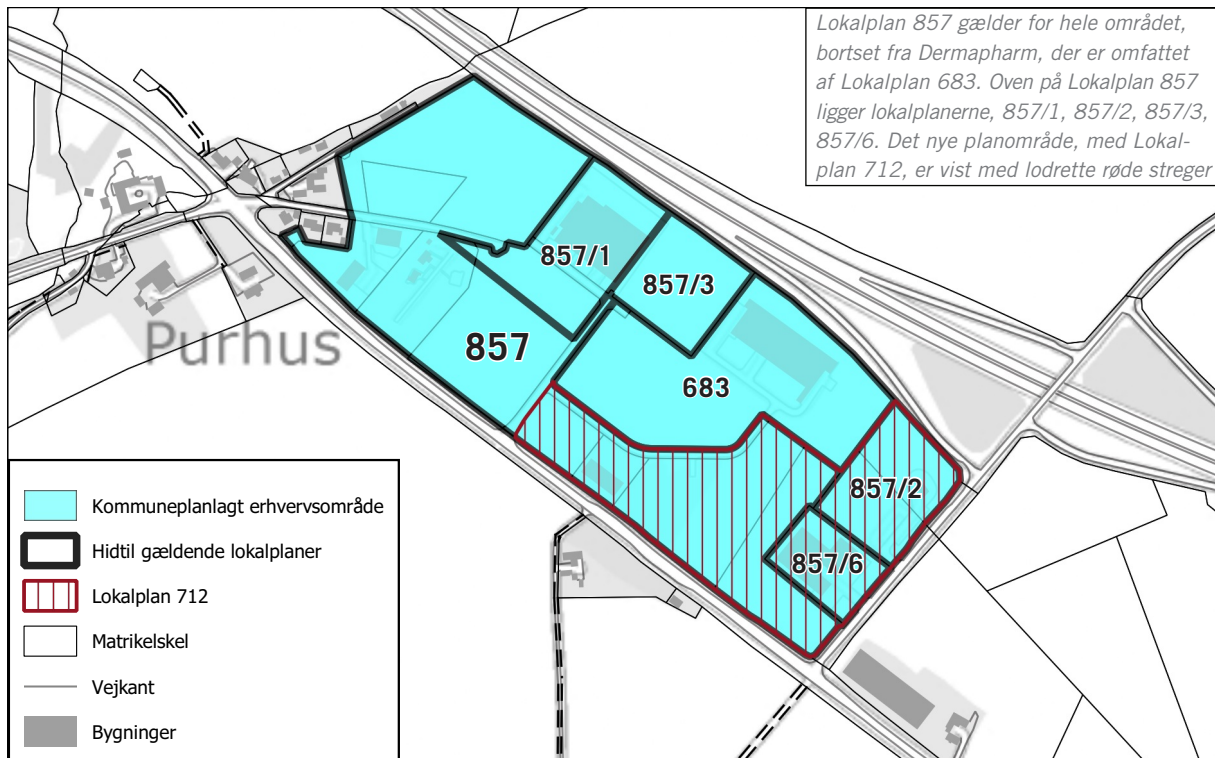 Lokalplan 857 gælder for hele området,
bortset fra Dermapharm, der er omfattet
af Lokalplan 683. Oven på Lokalplan 857
ligger lokalplanerne, 857/1, 857/2, 857/3,
857/6. Det nye planområde, med Lokal-
plan 712, er vist med lodrette røde streger
857/1
857/3
Purhus
857
683
857/2
857/6
Kommuneplanlagt erhvervsområde
Hidtil gældende lokalplaner
Lokalplan 712
Matrikelskel
Vejkant
Bygninger